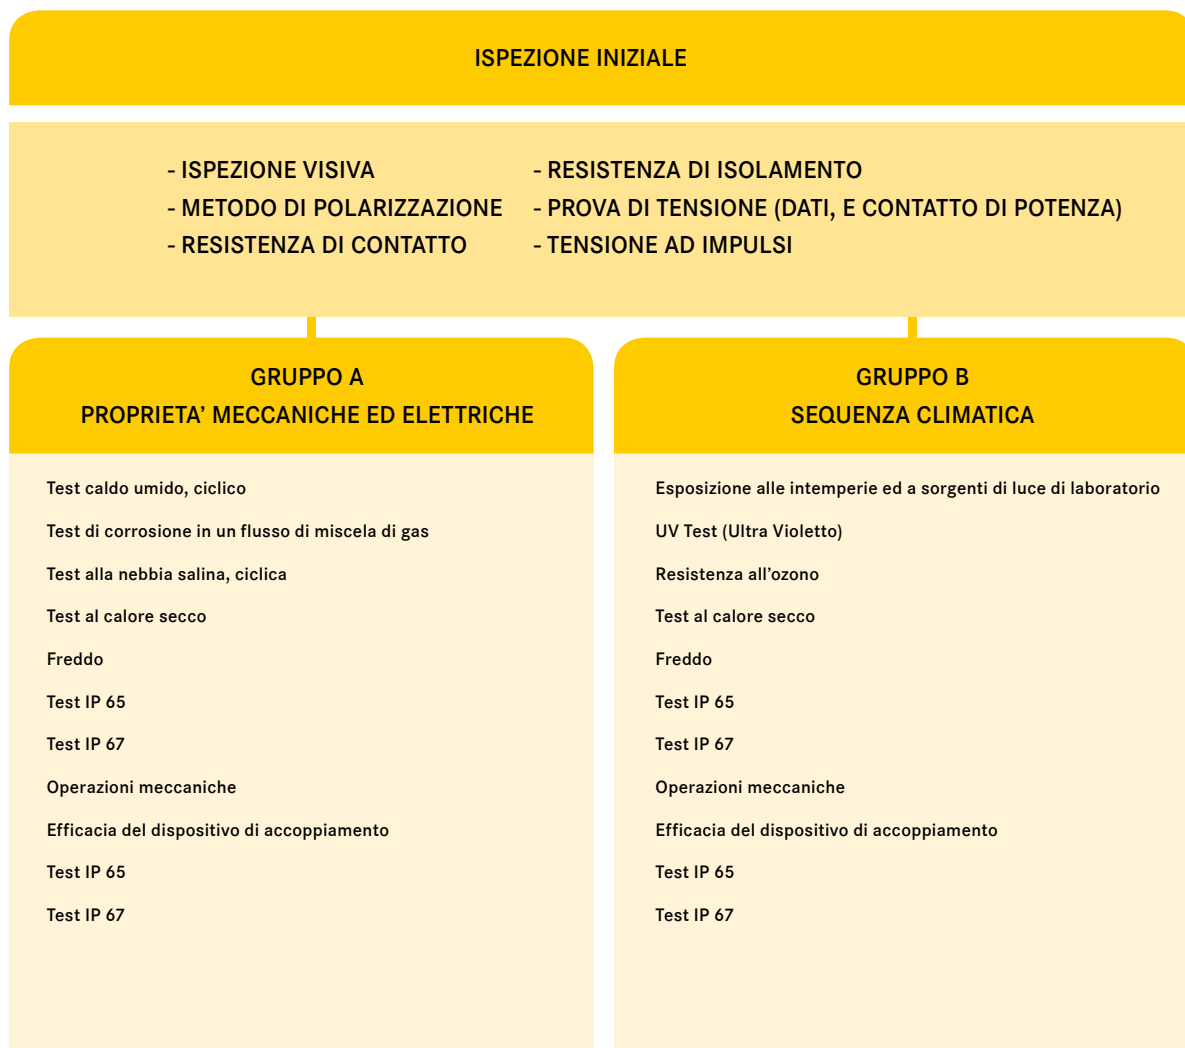 ISPEZIONE INIZIALE
- ISPEZIONE VISIVA
- METODO DI POLARIZZAZIONE
- RESISTENZA DI CONTATTO
- RESISTENZA DI ISOLAMENTO
- PROVA DI TENSIONE (DATI, E CONTATTO DI POTENZA)
- TENSIONE AD IMPULSI
GRUPPO A
PROPRIETA’ MECCANICHE ED ELETTRICHE
Test caldo umido, ciclico
Test di corrosione in un flusso di miscela di gas
Test alla nebbia salina, ciclica
Test al calore secco
Freddo
Test IP 65
Test IP 67
Operazioni meccaniche
Efficacia del dispositivo di accoppiamento
Test IP 65
Test IP 67
GRUPPO B
SEQUENZA CLIMATICA
Esposizione alle intemperie ed a sorgenti di luce di laboratorio
UV Test (Ultra Violetto)
Resistenza all’ozono
Test al calore secco
Freddo
Test IP 65
Test IP 67
Operazioni meccaniche
Efficacia del dispositivo di accoppiamento
Test IP 65
Test IP 67